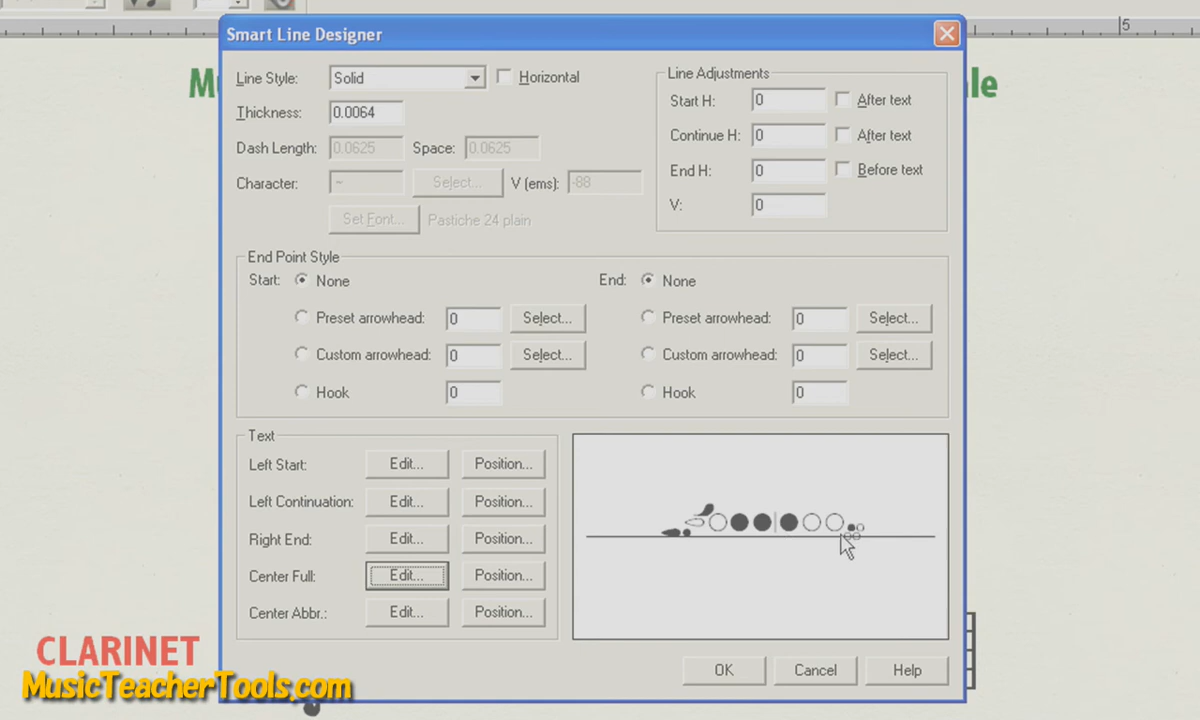 5
Mu
le
Smart Line Designer
Line Style: Solid Horizontal
Thickness: 0.0064
Dash Length: 0.0625 Space: 0.0625
Character: ~ Select... V (ems): -88
Set Font... Pastiche 24 plain
Line Adjustments
Start H: 0 After text
Continue H: 0 After text
End H: 0 Before text
V: 0
End Point Style
Start: None
Preset arrowhead: 0 Select...
Custom arrowhead: 0 Select...
Hook 0
End: None
Preset arrowhead: 0 Select...
Custom arrowhead: 0 Select...
Hook 0
Text
Left Start: Edit... Position...
Left Continuation: Edit... Position...
Right End: Edit... Position...
Center Full: Edit... Position...
Center Abbr.: Edit... Position...
OK Cancel Help
CLARINET
MusicTeacherTools.com